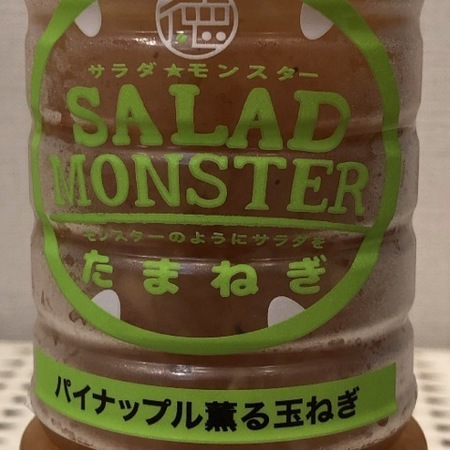 サラダ★モンスター
SALAD
MONSTER
モンスターのようにサラダを
たまねぎ
パイナップル薫る玉ねぎ